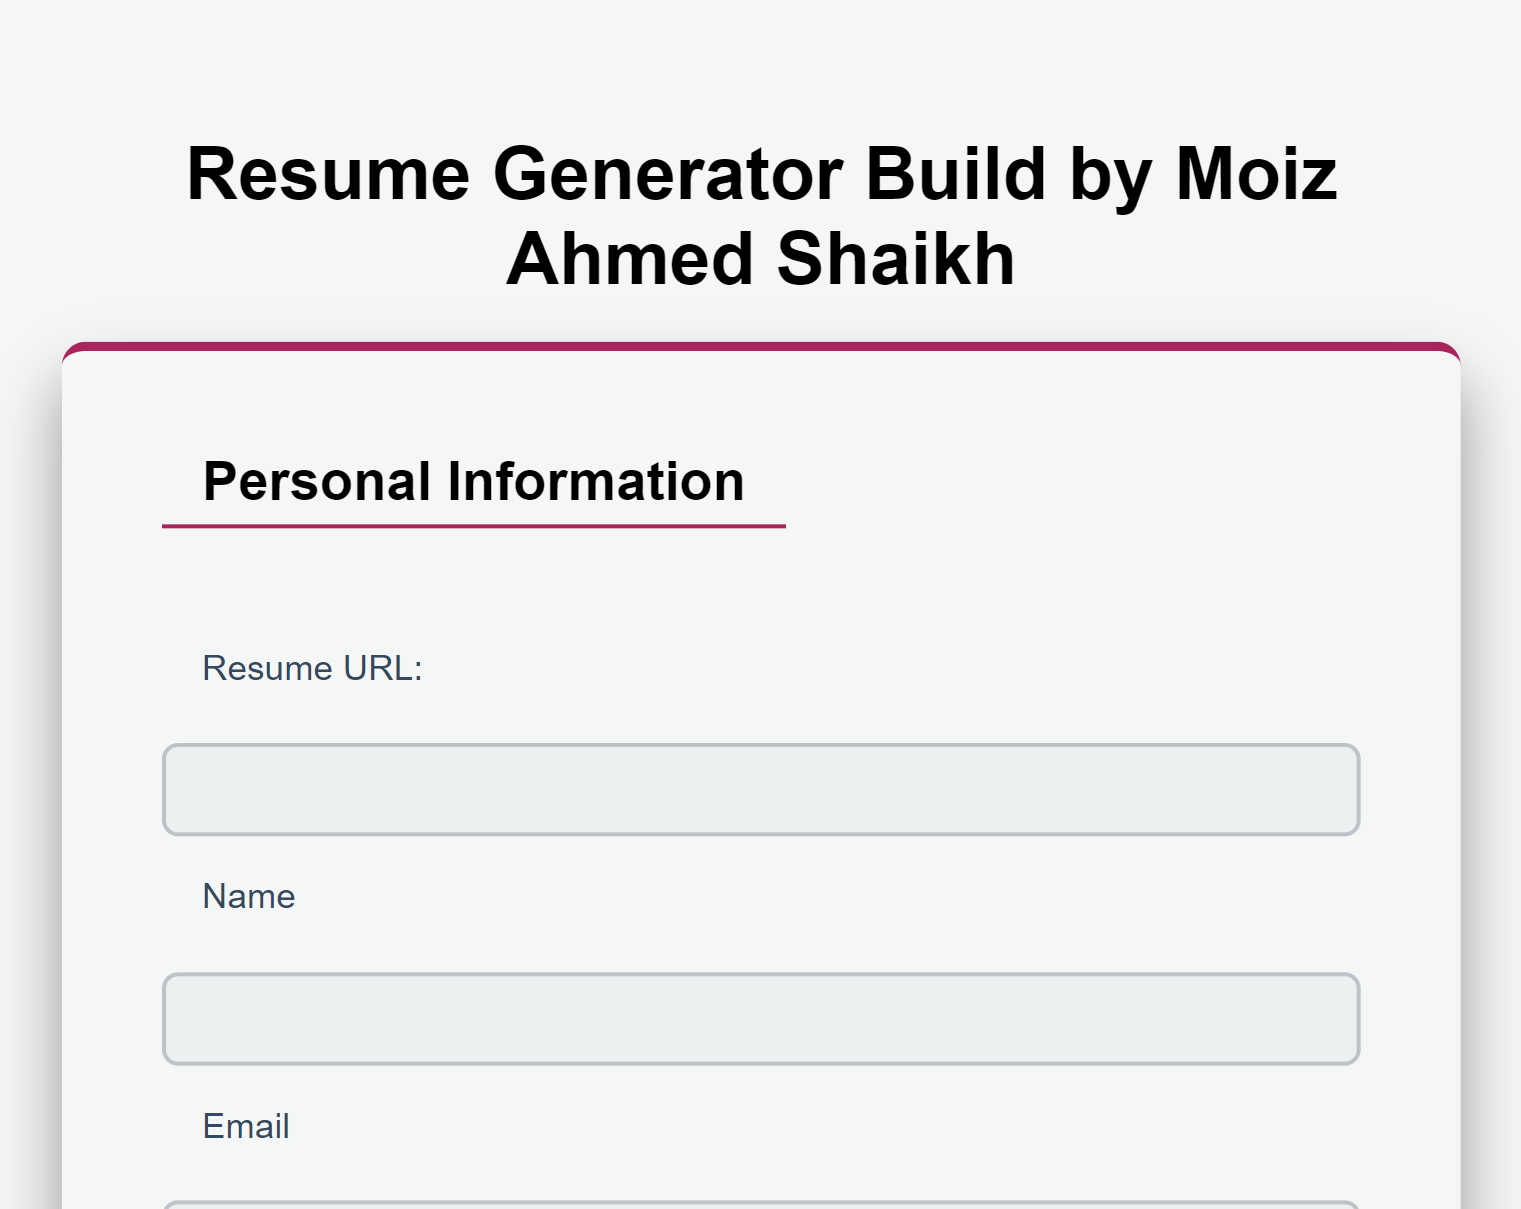 Resume Generator Build by Moiz
Ahmed Shaikh
Personal Information
Resume URL:
Name
Email